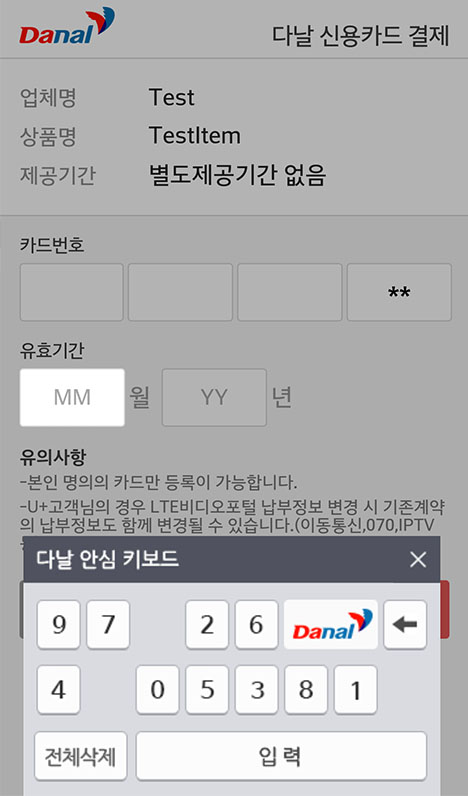 Danal
다날 신용카드 결제
업체명 Test
상품명 TestItem
제공기간 별도제공기간 없음
카드번호
**
유효기간
MM 월 YY 년
유의사항
-본인 명의의 카드만 등록이 가능합니다.
-U+고객님의 경우 LTE비디오포털 납부정보 변경 시 기존계약
의 납부정보도 함께 변경될 수 있습니다.(이동통신,070,IPTV
다날 안심 키보드
9 7 2 6 Danal
4 0 5 3 8 1
전체삭제 입력